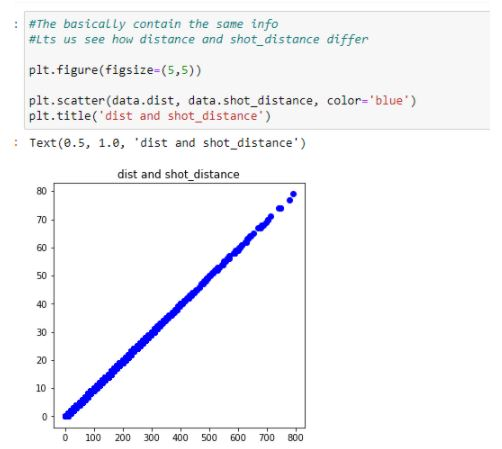 : #The basically contain the same info
#Lts us see how distance and shot_distance differ
plt.figure(figsize=(5,5))
plt.scatter(data.dist, data.shot_distance, color='blue')
plt.title('dist and shot_distance')
: Text(0.5, 1.0, 'dist and shot_distance')
dist and shot_distance
80
70
60
50
40
30
20
10
0
0 100 200 300 400 500 600 700 800